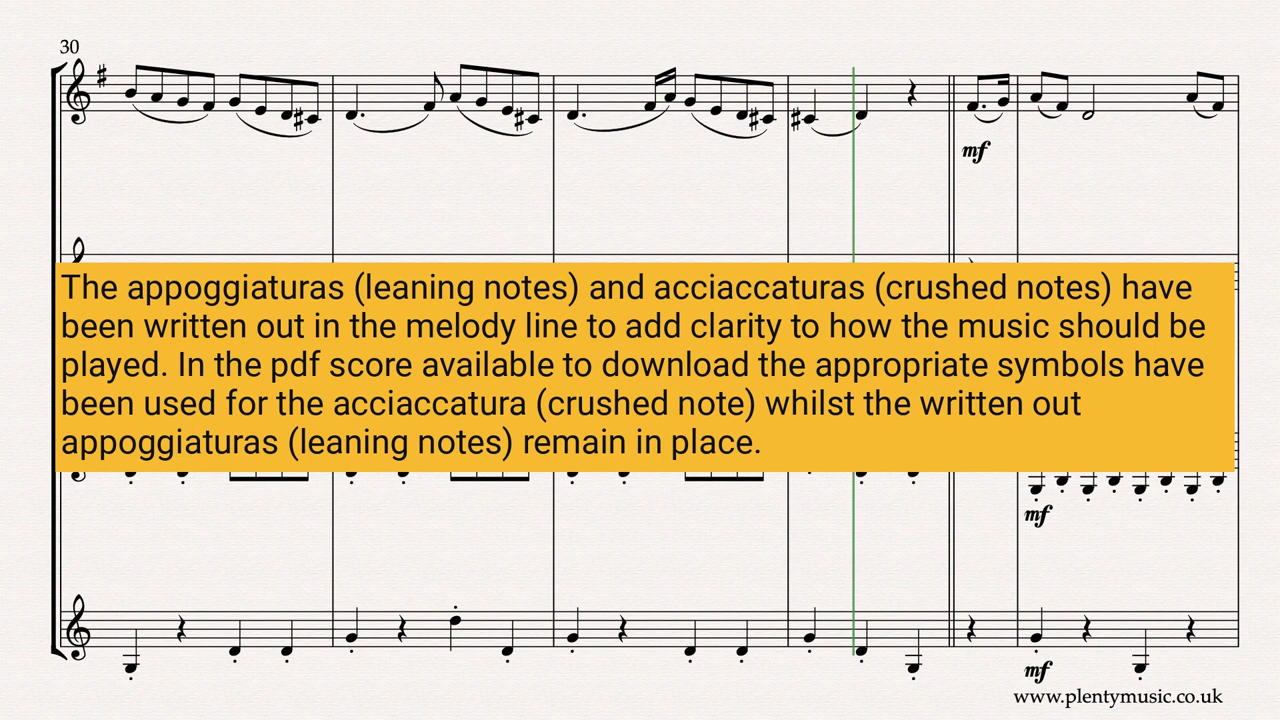 30
mf
The appoggiaturas (leaning notes) and acciaccaturas (crushed notes) have
been written out in the melody line to add clarity to how the music should be
played. In the pdf score available to download the appropriate symbols have
been used for the acciaccatura (crushed note) whilst the written out
appoggiaturas (leaning notes) remain in place.
mf
mf
www.plentymusic.co.uk